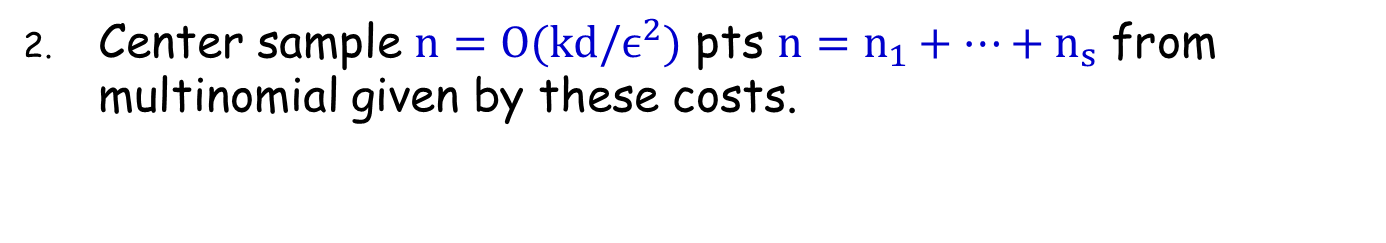 2. Center sample n = O(kd/ϵ²) pts n = n₁ + ⋯ + nₛ from
multinomial given by these costs.